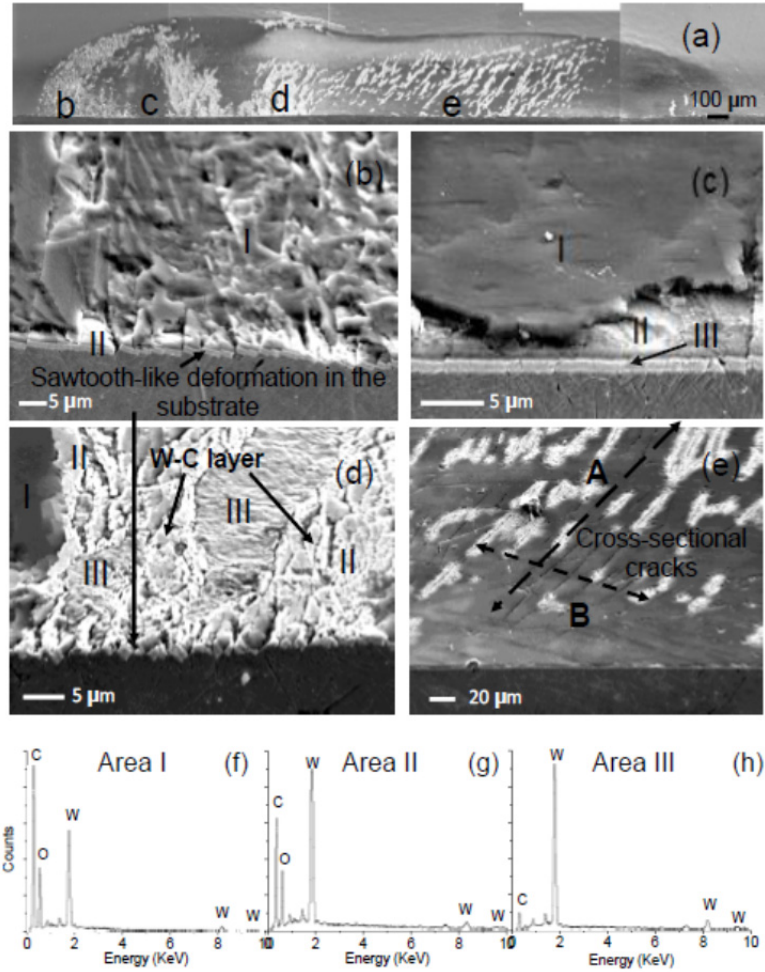 (a)
b
c
d
e
100 µm
(b)
I
II
Sawtooth-like deformation in the
substrate
5 µm
(c)
I
II
III
5 µm
(d)
I
II
W-C layer
III
III
II
5 µm
(e)
A
Cross-sectional
cracks
B
20 µm
Area I
(f)
C
O
W
W
W
Counts
0
2
4
6
8
10
Energy (KeV)
Area II
(g)
C
O
W
W
W
0
2
4
6
8
10
Energy (KeV)
Area III
(h)
C
W
W
W
0
2
4
6
8
10
Energy (KeV)